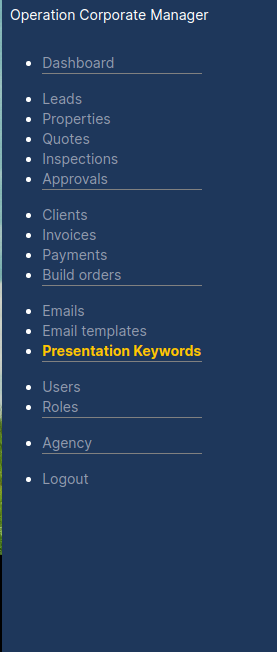 Operation Corporate Manager
Dashboard
Leads
Properties
Quotes
Inspections
Approvals
Clients
Invoices
Payments
Build orders
Emails
Email templates
Presentation Keywords
Users
Roles
Agency
Logout